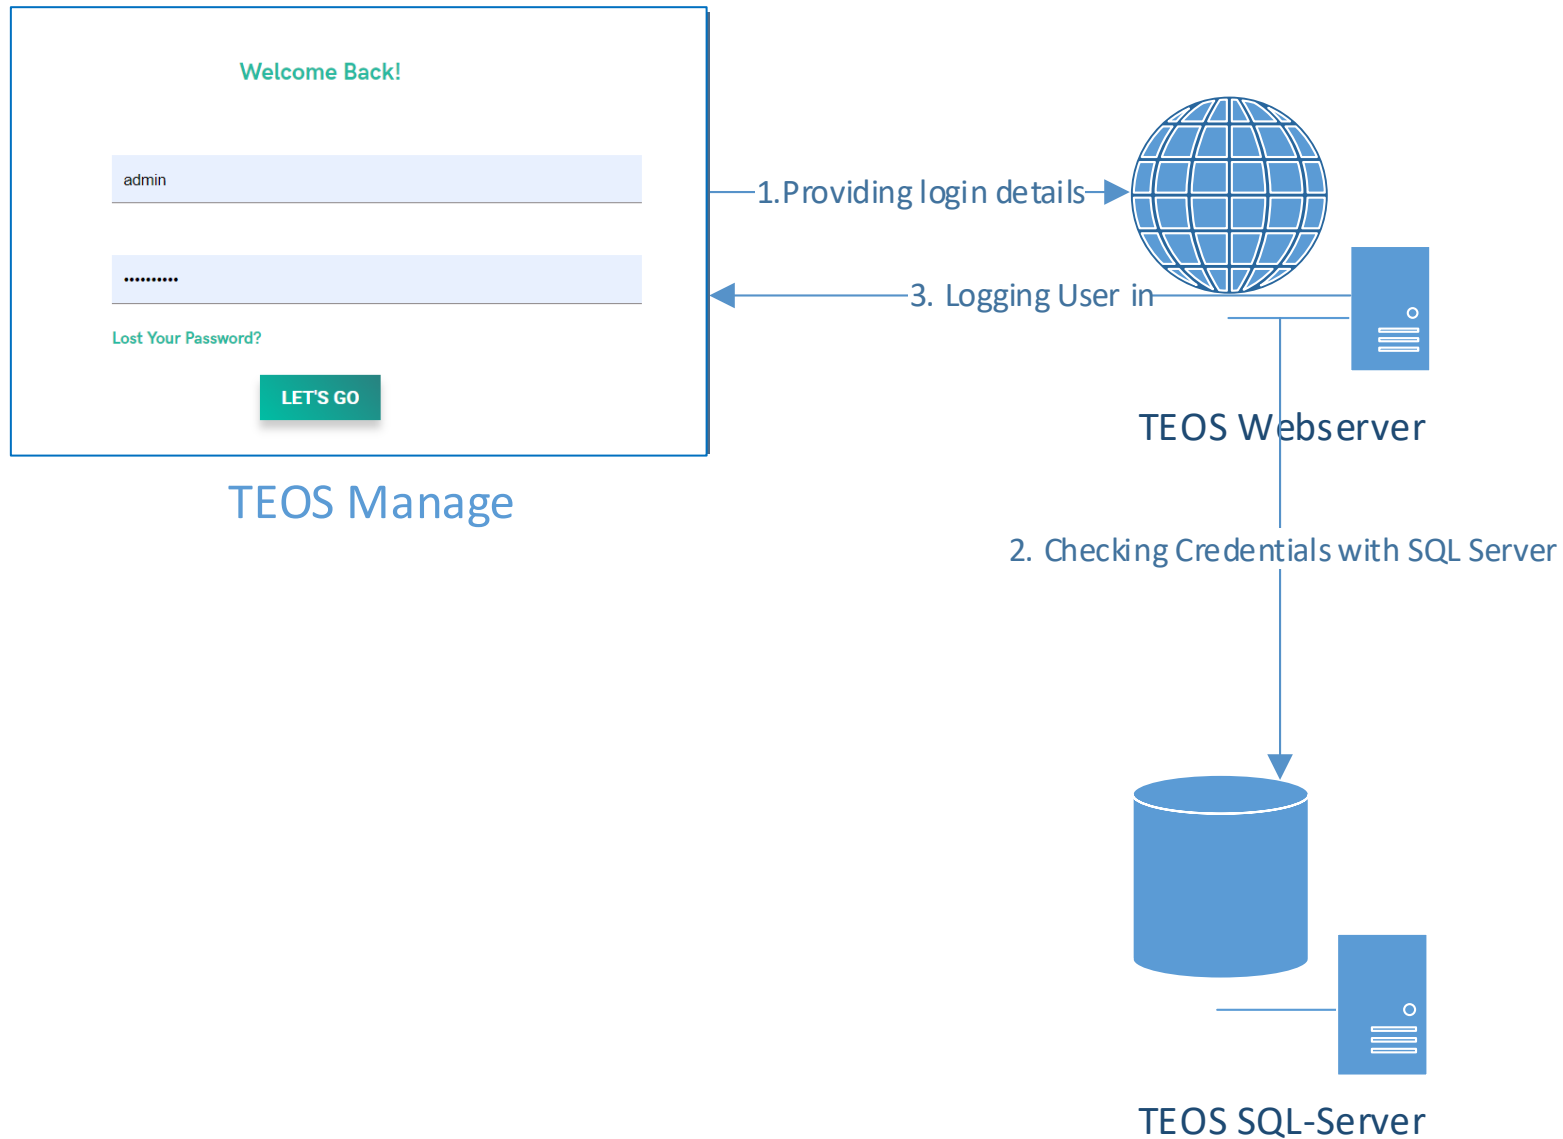 Welcome Back!
admin
••••••••••
Lost Your Password?
LET'S GO
TEOS Manage
1.Providing login details
3. Logging User in
TEOS Webserver
2. Checking Credentials with SQL Server
TEOS SQL-Server